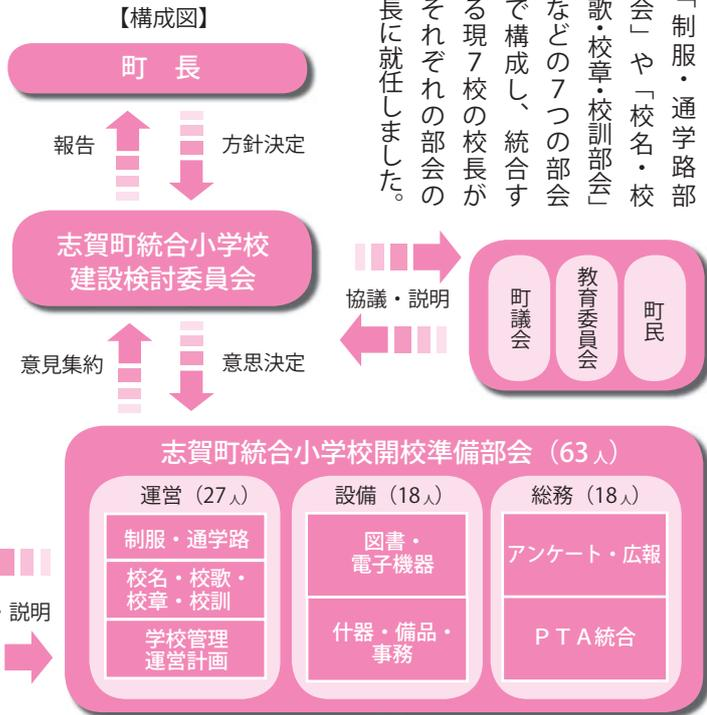 「制服・通学路部
会」や「校名・校
歌・校章・校訓部会」
などの７つの部会
で構成し、統合す
る現７校の校長が
それぞれの部会の
長に就任しました。
【構成図】
町　長
報告
方針決定
志賀町統合小学校
建設検討委員会
協議・説明
町議会
教育委員会
町民
意見集約
意思決定
志賀町統合小学校開校準備部会（63人）
運営（27人）
制服・通学路
校名・校歌・
校章・校訓
学校管理
運営計画
設備（18人）
図書・
電子機器
什器・備品・
事務
総務（18人）
アンケート・広報
ＰＴＡ統合
・説明